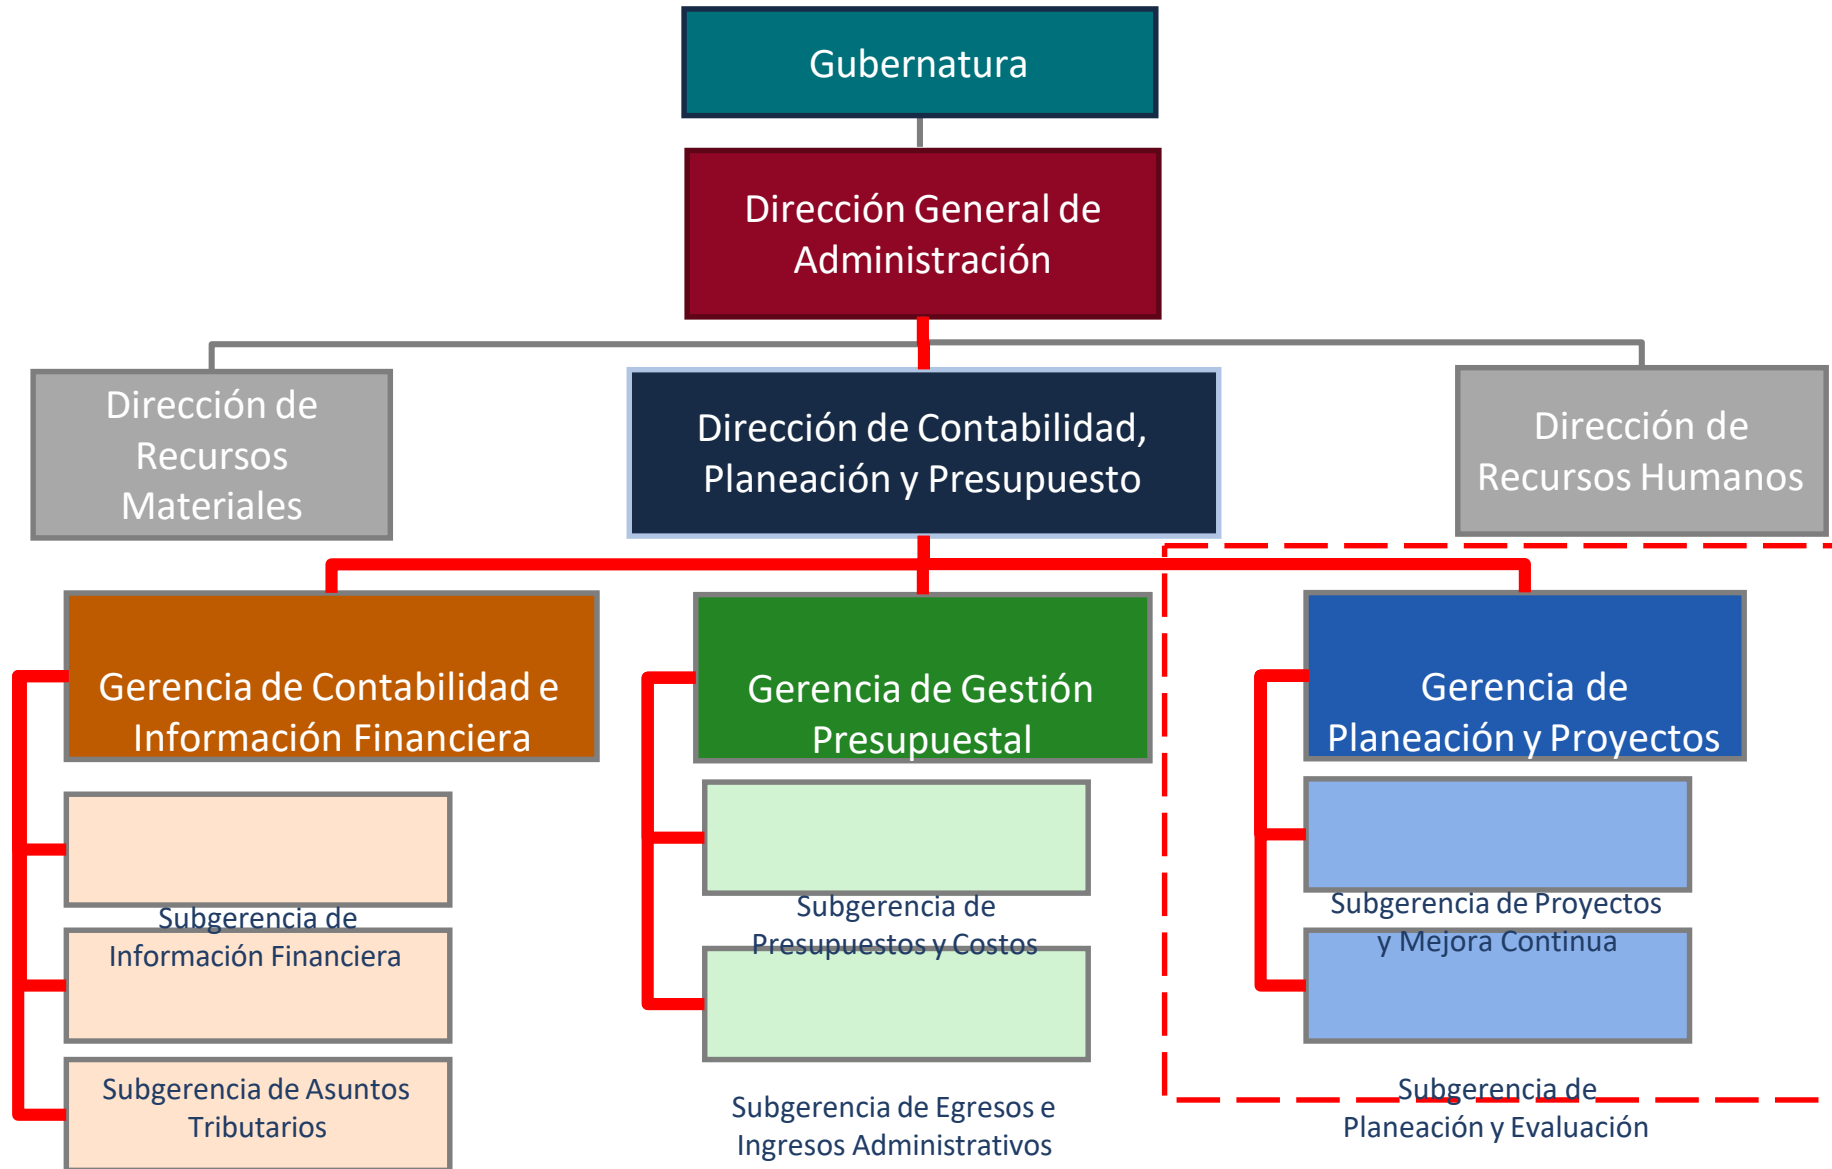 Gubernatura
Dirección General de
Administración
Dirección de
Recursos
Materiales
Dirección de Contabilidad,
Planeación y Presupuesto
Dirección de
Recursos Humanos
Gerencia de Contabilidad e
Información Financiera
Gerencia de Gestión
Presupuestal
Gerencia de
Planeación y Proyectos
Subgerencia de
Información Financiera
Subgerencia de
Presupuestos y Costos
Subgerencia de Proyectos
y Mejora Continua
Subgerencia de Asuntos
Tributarios
Subgerencia de Egresos e
Ingresos Administrativos
Subgerencia de
Planeación y Evaluación